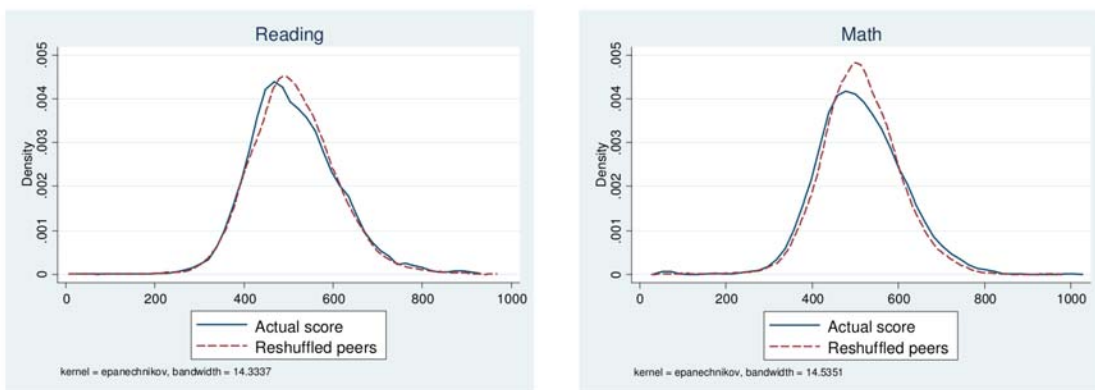 Reading
Density
.005
.004
.003
.002
.001
0
0 200 400 600 800 1000
Actual score
Reshuffled peers
kernel = epanechnikov, bandwidth = 14.3337
Math
Density
.005
.004
.003
.002
.001
0
0 200 400 600 800 1000
Actual score
Reshuffled peers
kernel = epanechnikov, bandwidth = 14.5351